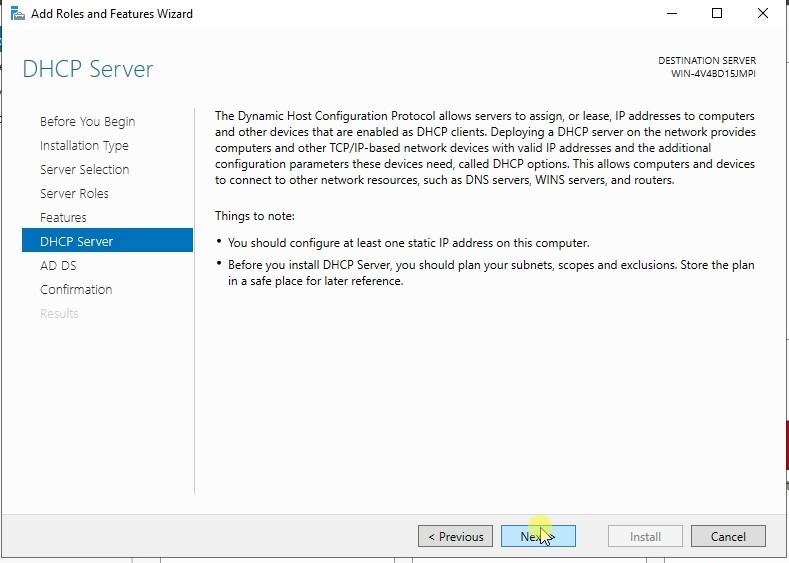 Add Roles and Features Wizard
DHCP Server
DESTINATION SERVER
WIN-4V4BD15JMPI
Before You Begin
Installation Type
Server Selection
Server Roles
Features
DHCP Server
AD DS
Confirmation
Results
The Dynamic Host Configuration Protocol allows servers to assign, or lease, IP addresses to computers
and other devices that are enabled as DHCP clients. Deploying a DHCP server on the network provides
computers and other TCP/IP-based network devices with valid IP addresses and the additional
configuration parameters these devices need, called DHCP options. This allows computers and devices
to connect to other network resources, such as DNS servers, WINS servers, and routers.
Things to note:
• You should configure at least one static IP address on this computer.
• Before you install DHCP Server, you should plan your subnets, scopes and exclusions. Store the plan
in a safe place for later reference.
< Previous
Next >
Install
Cancel